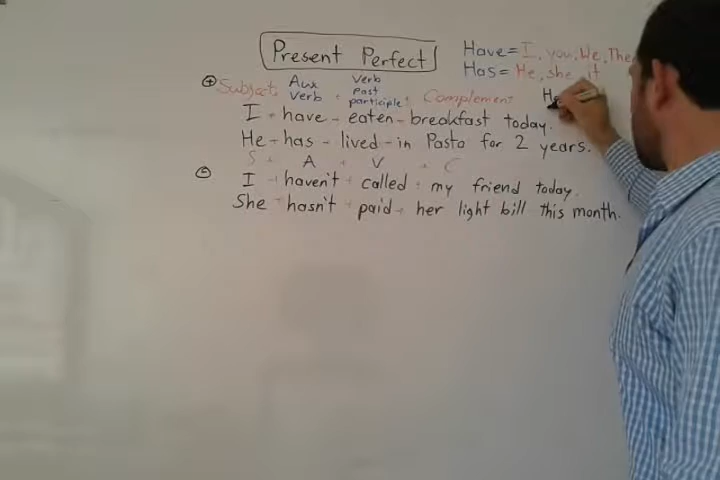 Present Perfect
Have = I, you, We, The
Has = He, she, it
He
+ Subject + Aux Verb + Verb Past participle + Complement
I + have - eaten - breakfast today.
He - has - lived - in Pasto for 2 years.
S + A + V + C
- I + haven't + called + my friend today.
She - hasn't + paid + her light bill this month.